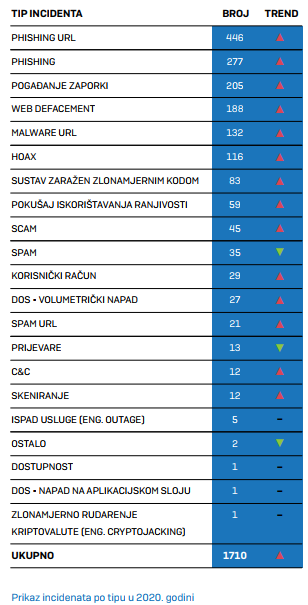 TIP INCIDENTA BROJ TREND
PHISHING URL 446 ▲
PHISHING 277 ▲
POGAĐANJE ZAPORKI 205 ▲
WEB DEFACEMENT 188 ▲
MALWARE URL 132 ▲
HOAX 116 ▲
SUSTAV ZARAŽEN ZLONAMJERNIM KODOM 83 ▲
POKUŠAJ ISKORIŠTAVANJA RANJIVOSTI 59 ▲
SCAM 45 ▲
SPAM 35 ▼
KORISNIČKI RAČUN 29 ▲
DOS - VOLUMETRIČKI NAPAD 27 ▲
SPAM URL 21 ▲
PRIJEVARE 13 ▼
C&C 12 ▲
SKENIRANJE 12 ▲
ISPAD USLUGE (ENG. OUTAGE) 5 –
OSTALO 2 ▼
DOSTUPNOST 1 –
DOS - NAPAD NA APLIKACIJSKOM SLOJU 1 –
ZLONAMJERNO RUDARENJE 1 –
KRIPTOVALUTE (ENG. CRYPTOJACKING)
UKUPNO 1710 ▲
Prikaz incidenata po tipu u 2020. godini